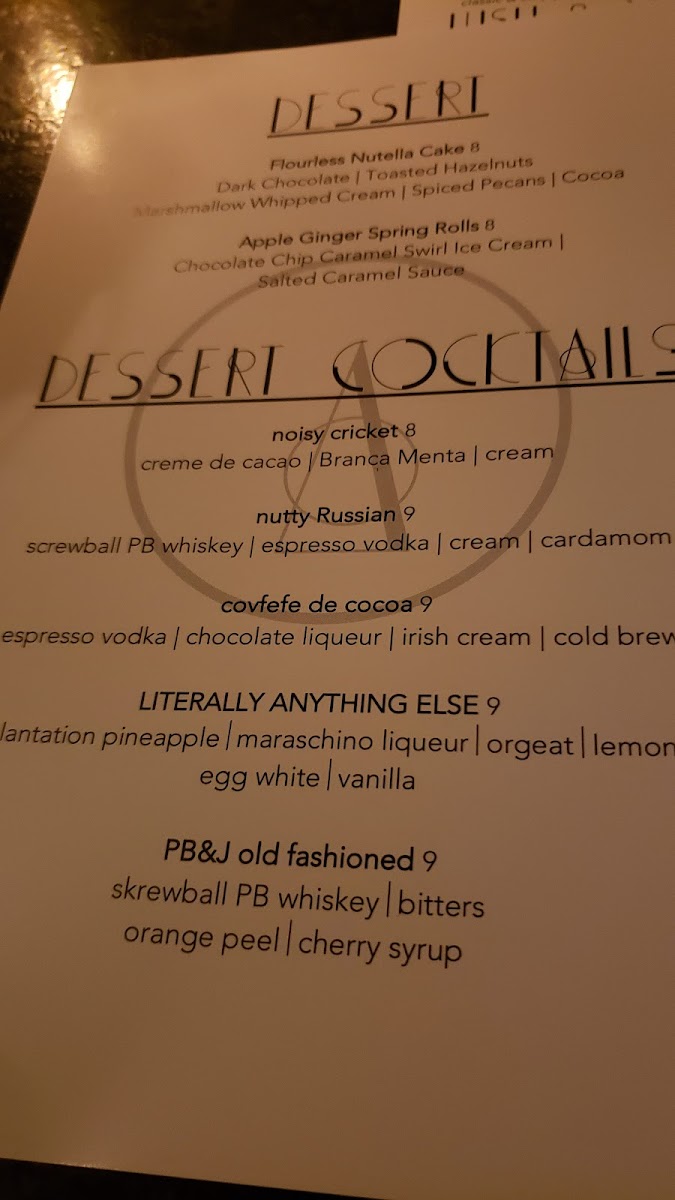 DESSERT
Flourless Nutella Cake 8
Dark Chocolate | Toasted Hazelnuts
Marshmallow Whipped Cream | Spiced Pecans | Cocoa
Apple Ginger Spring Rolls 8
Chocolate Chip Caramel Swirl Ice Cream |
Salted Caramel Sauce
DESSERT COCKTAILS
noisy cricket 8
creme de cacao | Branca Menta | cream
nutty Russian 9
screwball PB whiskey | espresso vodka | cream | cardamom
covfefe de cocoa 9
espresso vodka | chocolate liqueur | irish cream | cold brew
LITERALLY ANYTHING ELSE 9
lantation pineapple | maraschino liqueur | orgeat | lemon
egg white | vanilla
PB&J old fashioned 9
skrewball PB whiskey | bitters
orange peel | cherry syrup